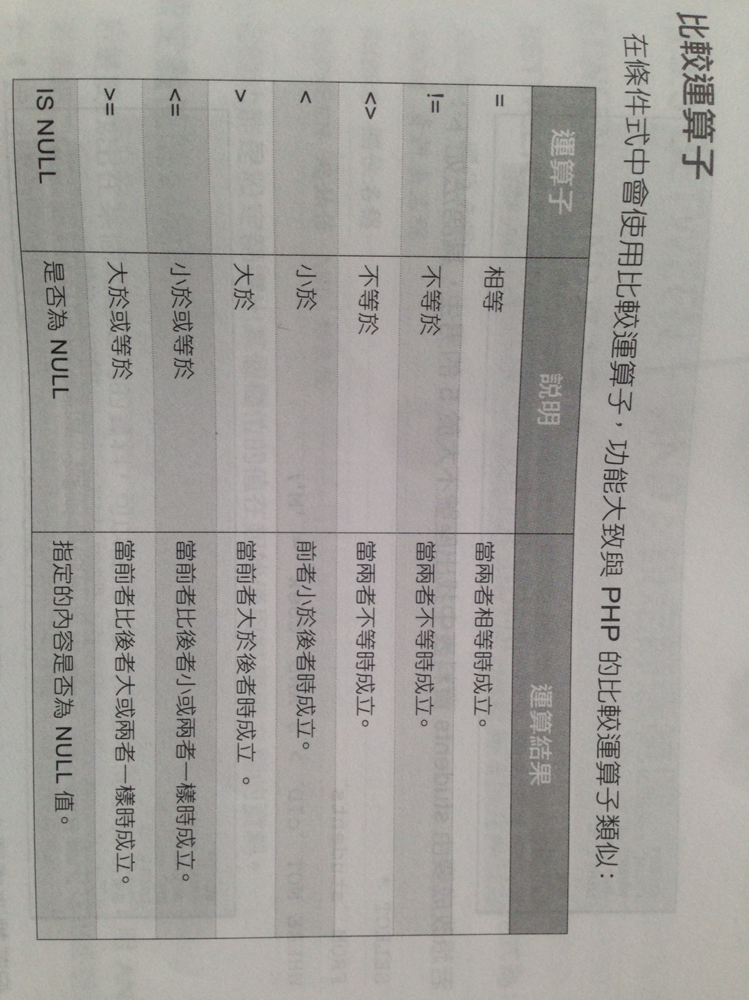 比較運算子
在條件式中會使用比較運算子，功能大致與 PHP 的比較運算子類似：
運算子 說明 運算結果
= 相等 當兩者相等時成立。
!= 不等於 當兩者不等時成立。
<> 不等於 當兩者不等時成立。
< 小於 前者小於後者時成立。
> 大於 當前者大於後者時成立 。
<= 小於或等於 當前者比後者小或兩者一樣時成立。
>= 大於或等於 當前者比後者大或兩者一樣時成立。
IS NULL 是否為 NULL 指定的內容是否為 NULL 值。